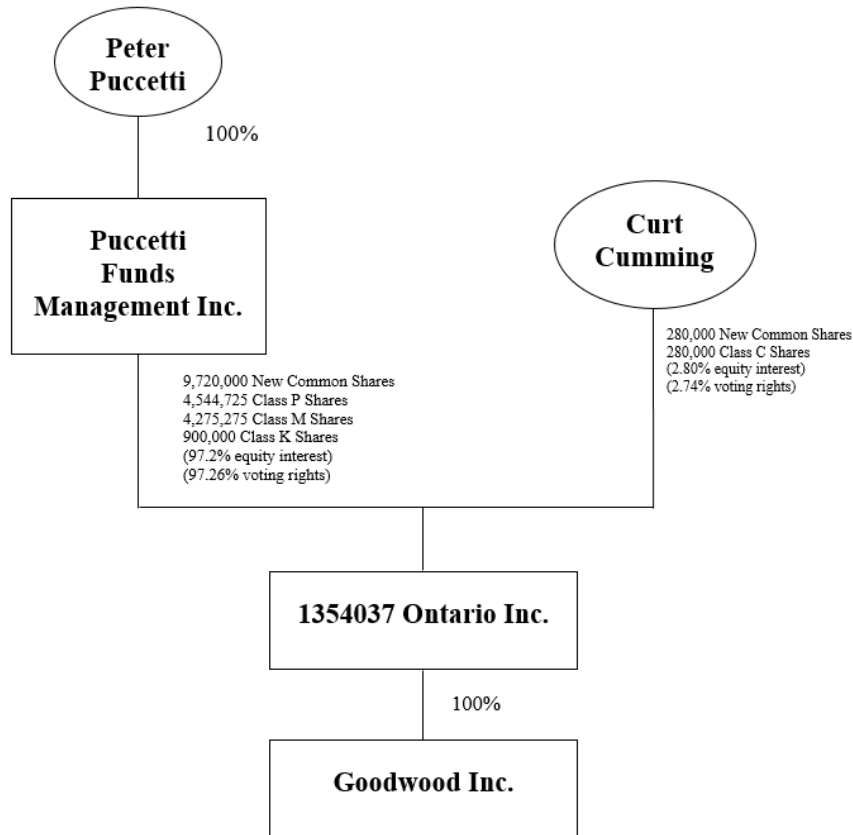 Peter
Puccetti
100%
Puccetti
Funds
Management Inc.
Curt
Cumming
280,000 New Common Shares
280,000 Class C Shares
(2.80% equity interest)
(2.74% voting rights)
9,720,000 New Common Shares
4,544,725 Class P Shares
4,275,275 Class M Shares
900,000 Class K Shares
(97.2% equity interest)
(97.26% voting rights)
1354037 Ontario Inc.
100%
Goodwood Inc.